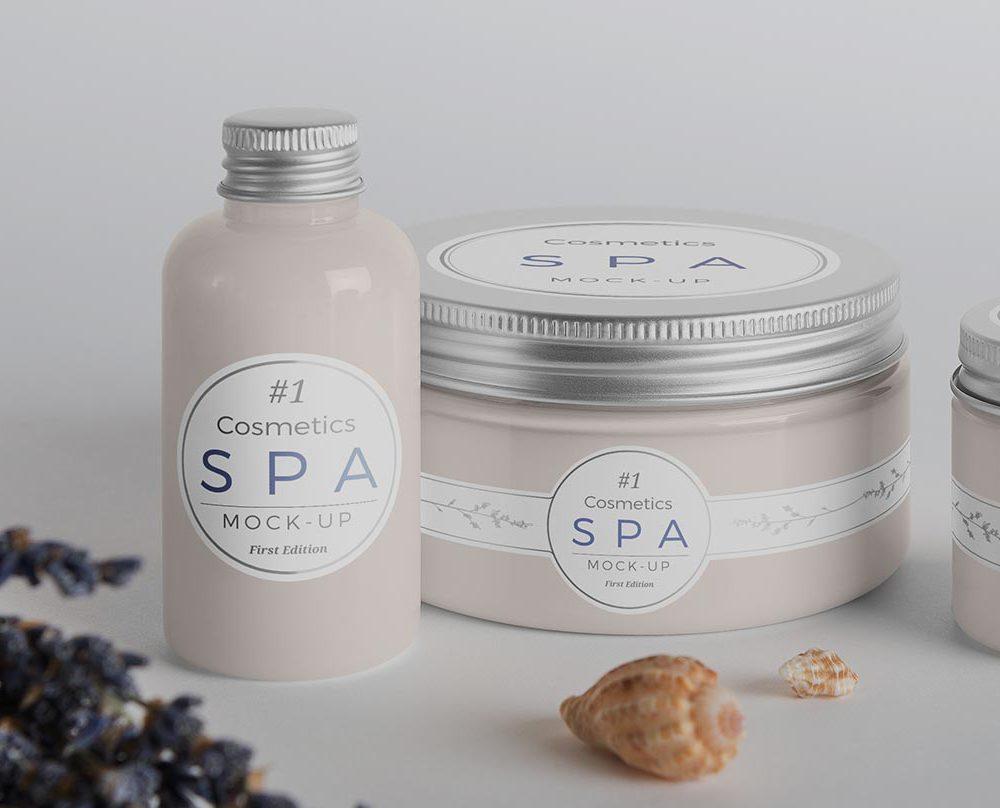 #1
Cosmetics
SPA
MOCK-UP
First Edition
Cosmetics
SPA
MOCK-UP
#1
Cosmetics
SPA
MOCK-UP
First Edition